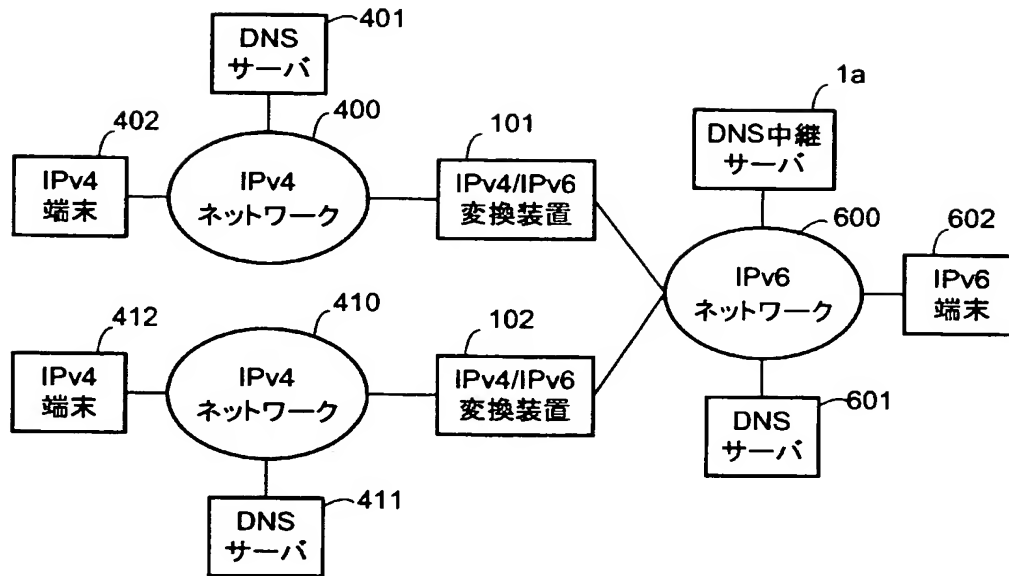 DNS
サーバ
401
400
402
IPv4
端末
IPv4
ネットワーク
101
IPv4/IPv6
変換装置
1a
DNS中継
サーバ
600
602
IPv6
ネットワーク
IPv6
端末
410
412
IPv4
端末
IPv4
ネットワーク
102
IPv4/IPv6
変換装置
601
DNS
サーバ
411
DNS
サーバ